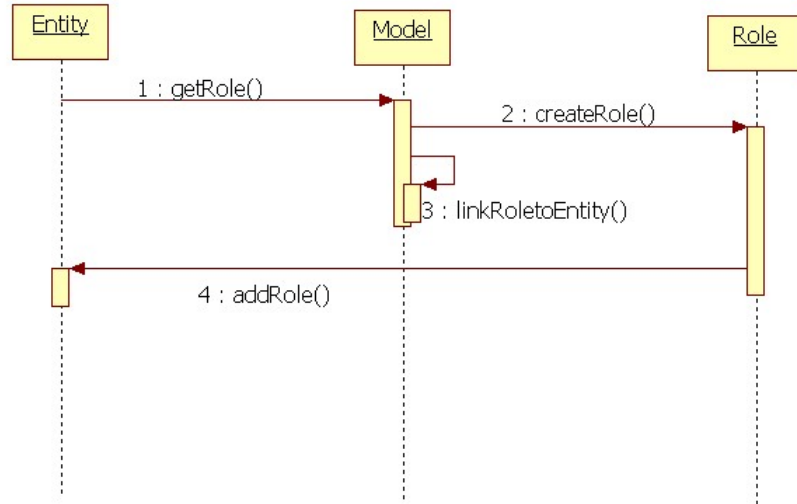 Entity
Model
Role
1 : getRole()
2 : createRole()
3 : linkRoletoEntity()
4 : addRole()